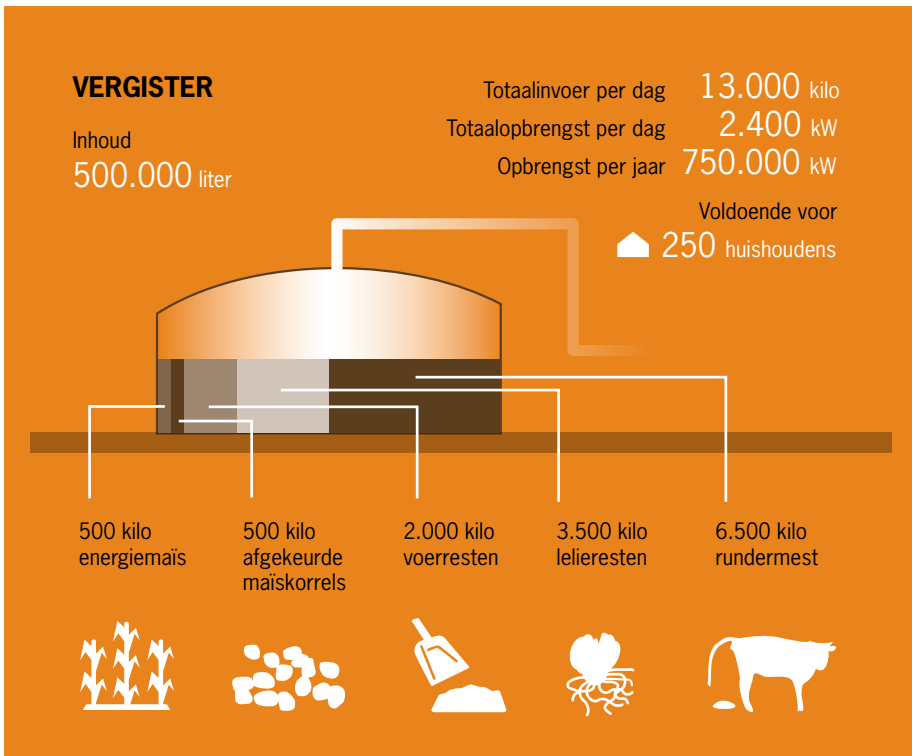 VERGISTER
Inhoud
500.000 liter
Totaalinvoer per dag 13.000 kilo
Totaalopbrengst per dag 2.400 kW
Opbrengst per jaar 750.000 kW
Voldoende voor
250 huishoudens
500 kilo
energiemaïs
500 kilo
afgekeurde
maïskorrels
2.000 kilo
voerresten
3.500 kilo
lelieresten
6.500 kilo
rundermest